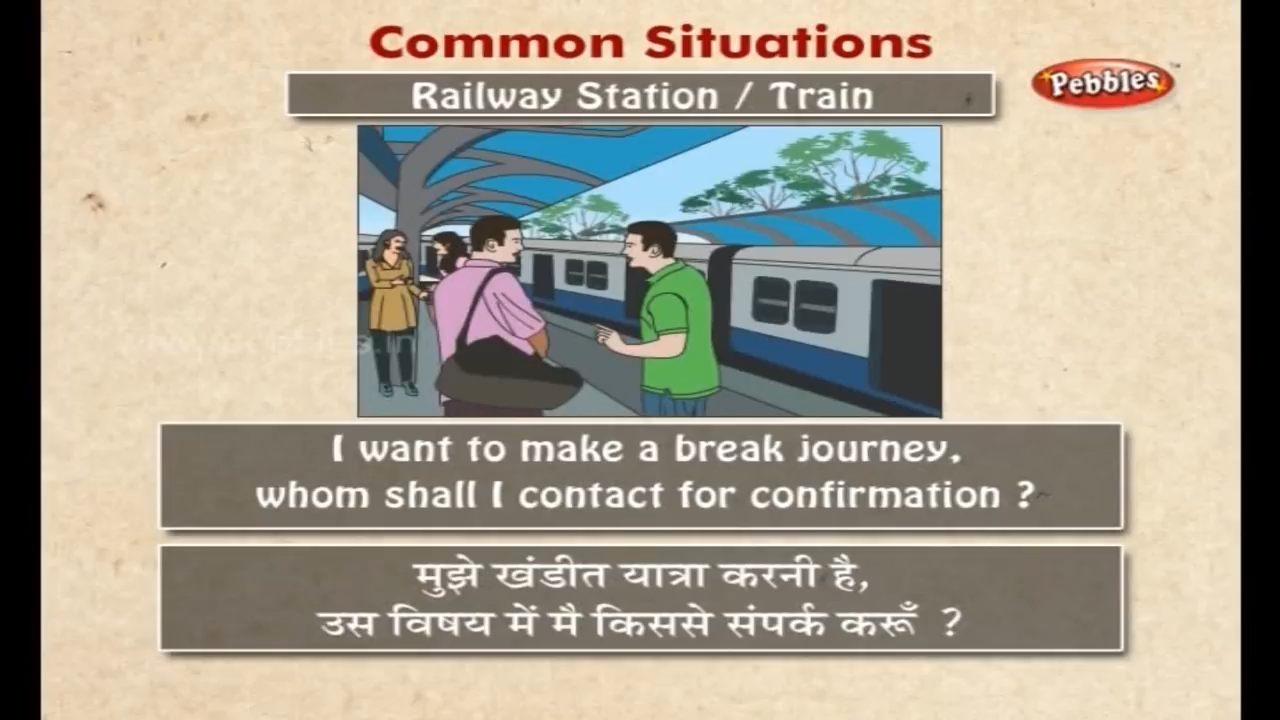 Common Situations
Railway Station / Train
Pebbles
I want to make a break journey,
whom shall I contact for confirmation ?
मुझे खंडीत यात्रा करनी है,
उस विषय में मै किससे संपर्क करूँ ?